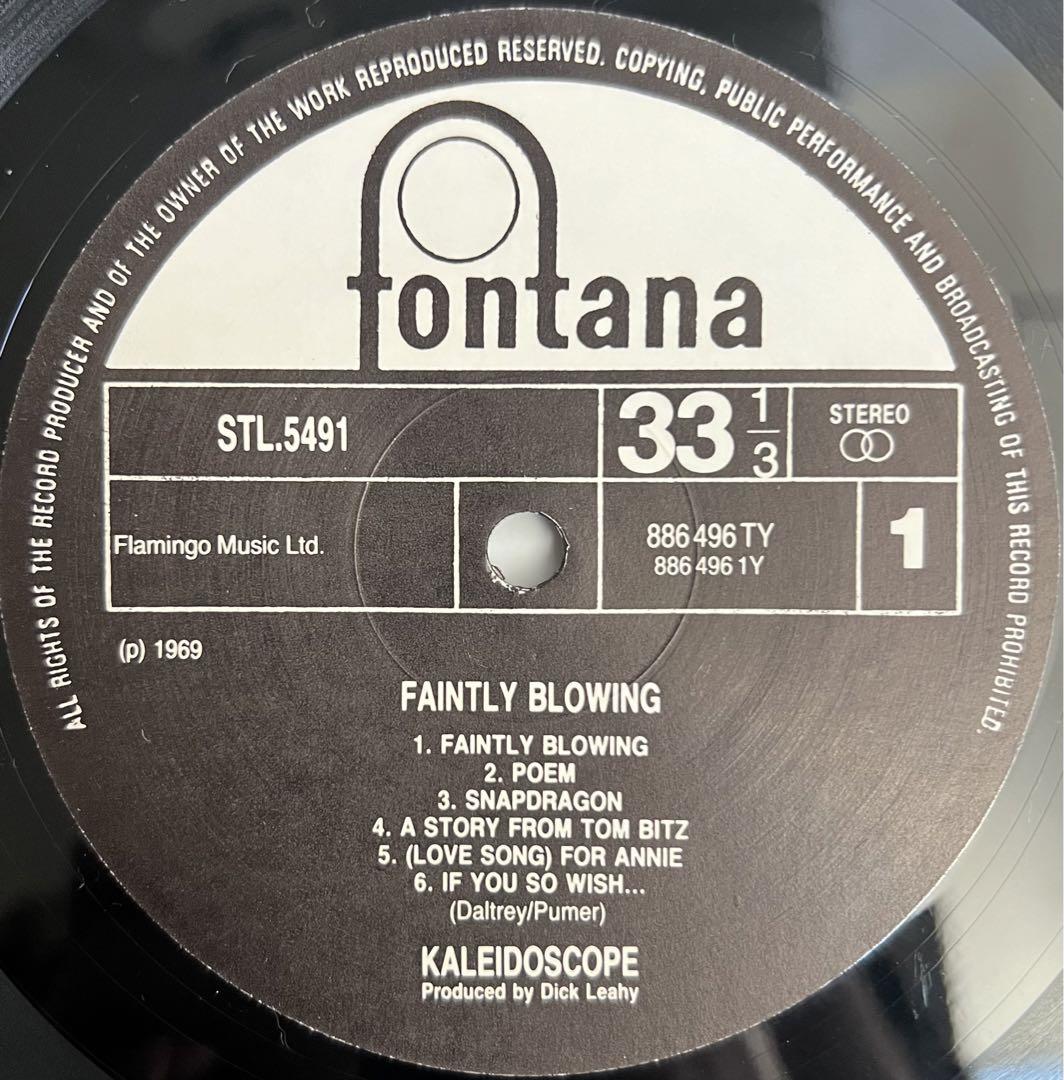 ALL RIGHTS OF THE RECORD PRODUCER AND OF THE OWNER OF THE WORK REPRODUCED RESERVED. COPYING, PUBLIC PERFORMANCE AND BROADCASTING OF THIS RECORD PROHIBITED.
fontana
STL.5491
33 1/3
STEREO
Flamingo Music Ltd.
886 496 TY
886 496 1Y
1
(p) 1969
FAINTLY BLOWING
1. FAINTLY BLOWING
2. POEM
3. SNAPDRAGON
4. A STORY FROM TOM BITZ
5. (LOVE SONG) FOR ANNIE
6. IF YOU SO WISH...
(Daltrey/Pumer)
KALEIDOSCOPE
Produced by Dick Leahy